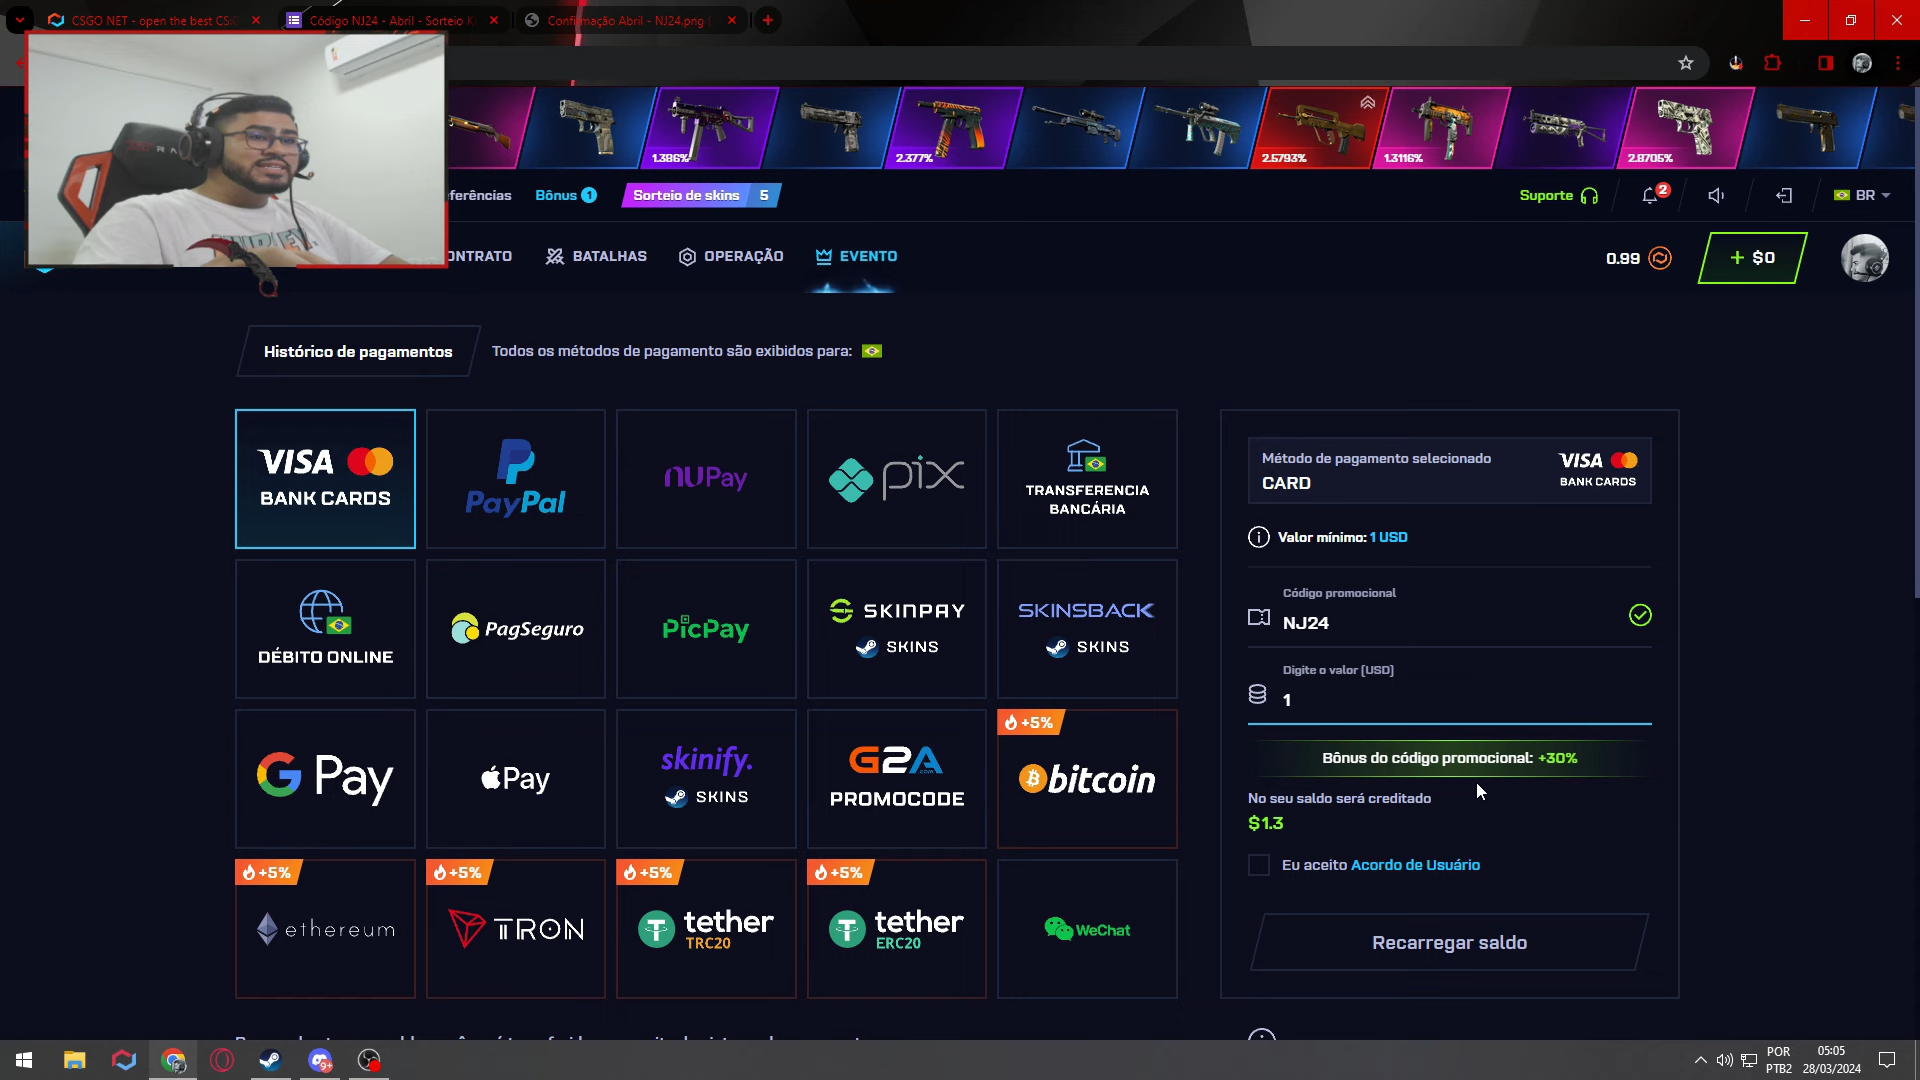 CSGO NET - open the best CS:
Código NJ24 - Abril - Sorteio K
Confirmação Abril - NJ24.png
1.386%
2.377%
2.5793%
1.3116%
2.8705%
ferências
Bônus 1
Sorteio de skins 5
Suporte
2
BR
ONTRATO
BATALHAS
OPERAÇÃO
EVENTO
0.99
+ $0
Histórico de pagamentos
Todos os métodos de pagamento são exibidos para:
VISA
BANK CARDS
PayPal
nuPay
pix
TRANSFERENCIA
BANCÁRIA
DÉBITO ONLINE
PagSeguro
PicPay
SKINPAY
SKINS
SKINSBACK
SKINS
G Pay
Pay
skinify.
SKINS
G2A
.COM
PROMOCODE
+5%
bitcoin
+5%
ethereum
+5%
TRON
+5%
tether
TRC20
+5%
tether
ERC20
WeChat
Método de pagamento selecionado
CARD
VISA
BANK CARDS
Valor mínimo: 1 USD
Código promocional
NJ24
Digite o valor (USD)
1
Bônus do código promocional: +30%
No seu saldo será creditado
$1.3
Eu aceito Acordo de Usuário
Recarregar saldo
9+
POR
PTB2
05:05
28/03/2024